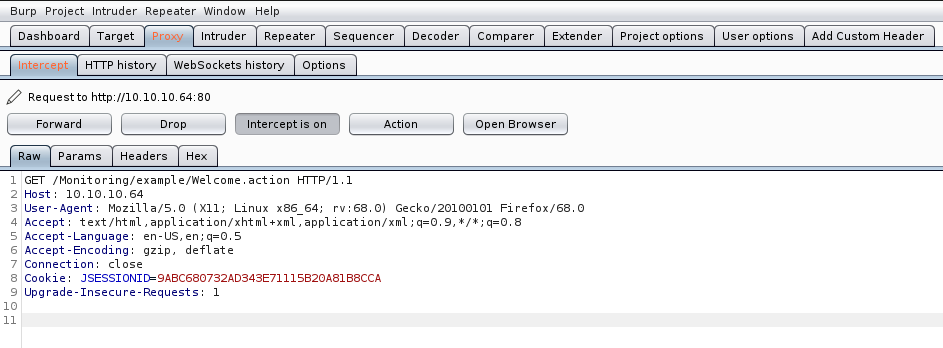 Burp Project Intruder Repeater Window Help
Dashboard Target Proxy Intruder Repeater Sequencer Decoder Comparer Extender Project options User options Add Custom Header
Intercept HTTP history WebSockets history Options
Request to http://10.10.10.64:80
Forward Drop Intercept is on Action Open Browser
Raw Params Headers Hex
1 GET /Monitoring/example/Welcome.action HTTP/1.1
2 Host: 10.10.10.64
3 User-Agent: Mozilla/5.0 (X11; Linux x86_64; rv:68.0) Gecko/20100101 Firefox/68.0
4 Accept: text/html,application/xhtml+xml,application/xml;q=0.9,*/*;q=0.8
5 Accept-Language: en-US,en;q=0.5
6 Accept-Encoding: gzip, deflate
7 Connection: close
8 Cookie: JSESSIONID=9ABC680732AD343E71115B20A81B8CCA
9 Upgrade-Insecure-Requests: 1
10
11